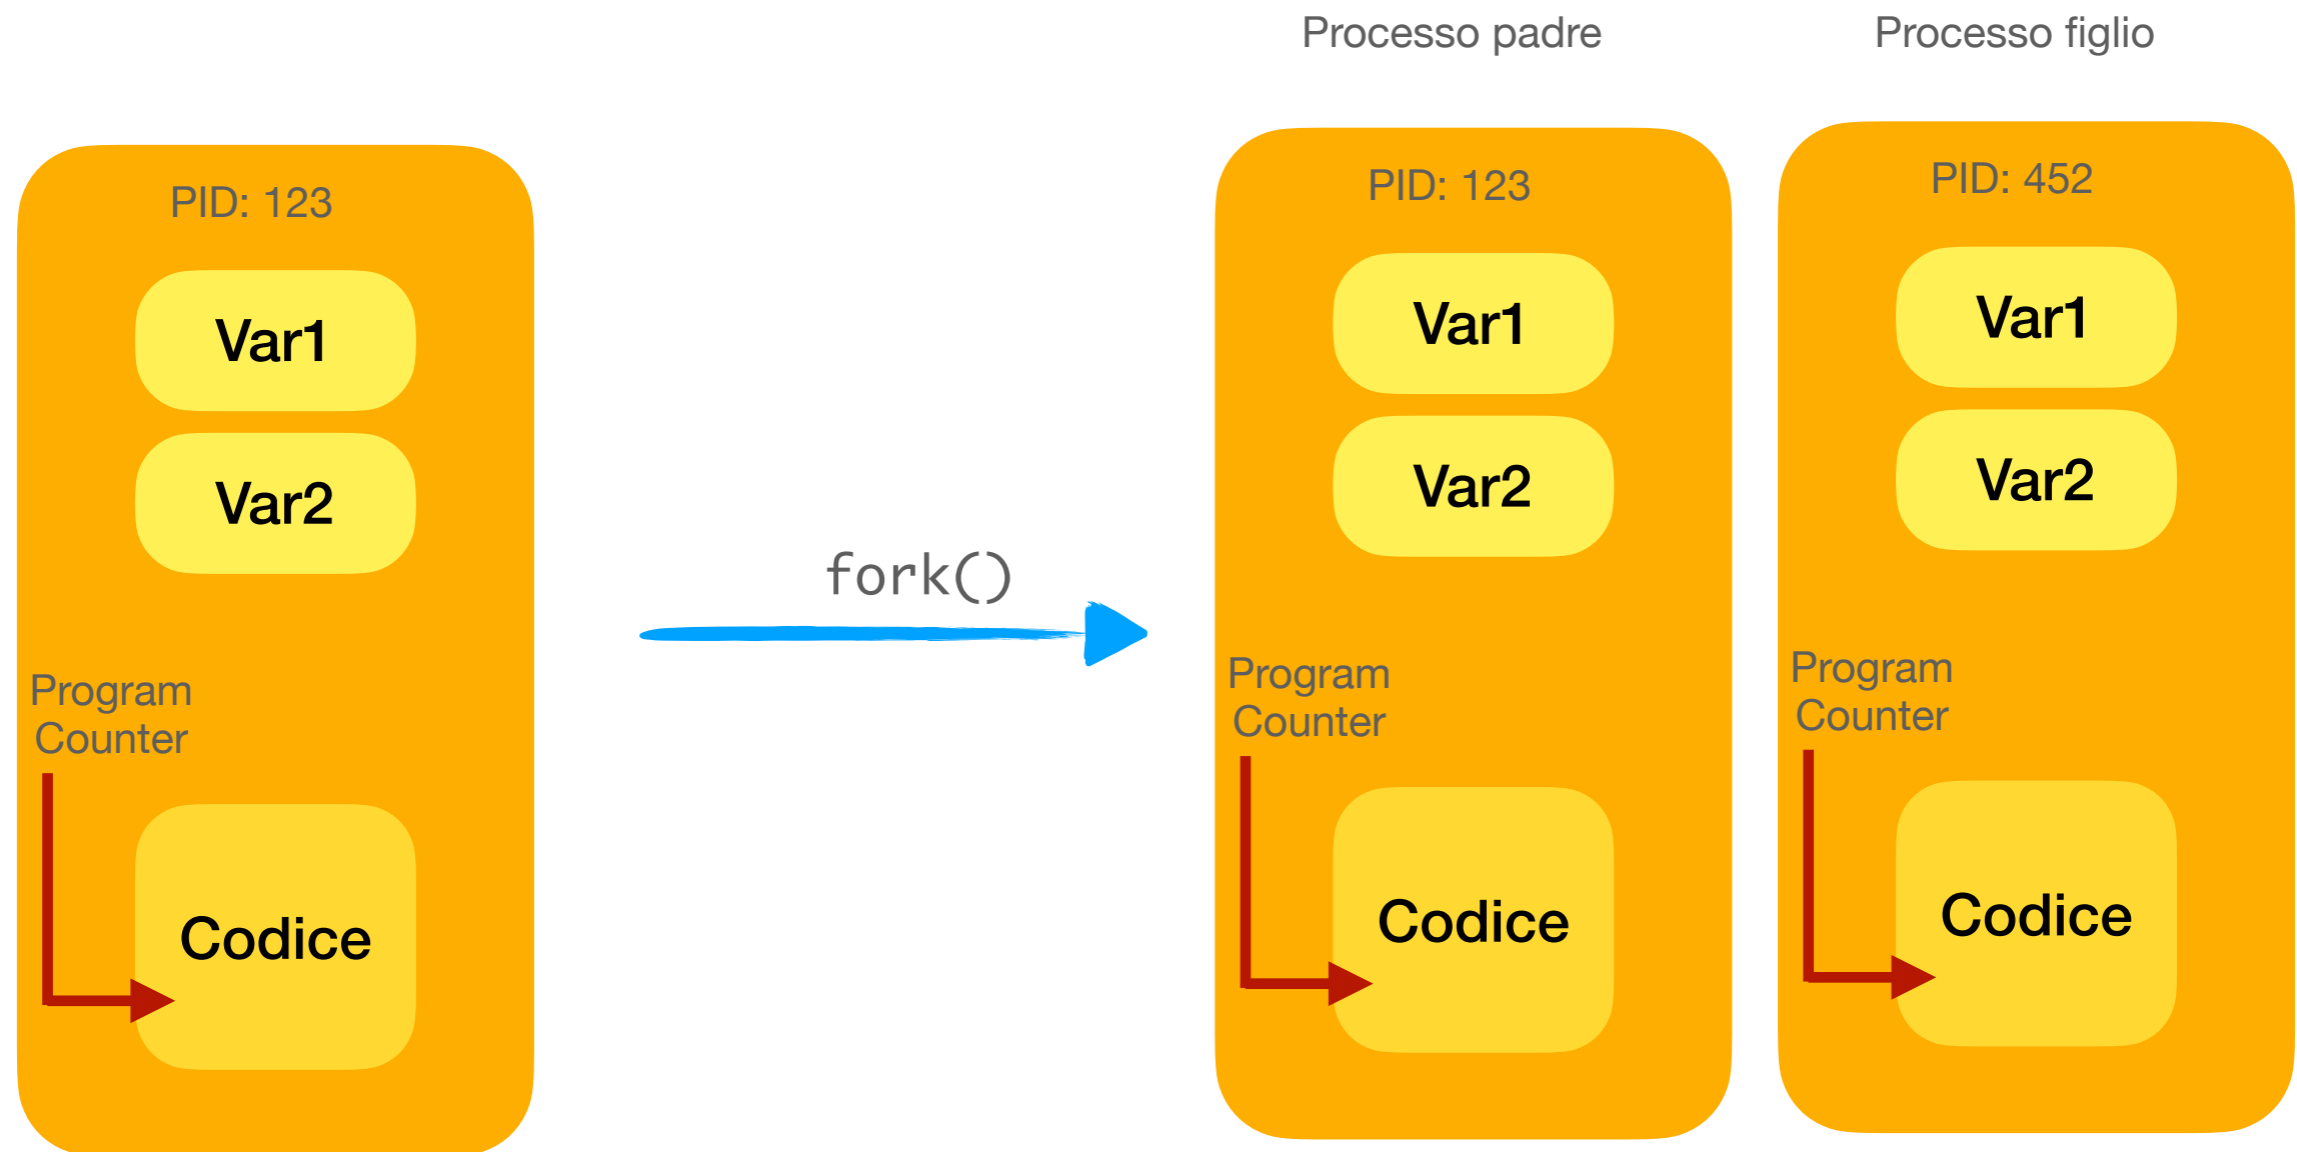 Processo padre
Processo figlio
PID: 123
Var1
Var2
Program
Counter
Codice
fork()
PID: 123
Var1
Var2
Program
Counter
Codice
PID: 452
Var1
Var2
Program
Counter
Codice